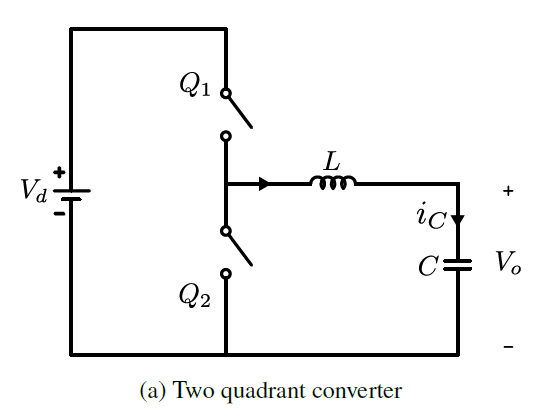 Q1
L
+
Vd
-
+
iC
C
Vo
Q2
-
(a) Two quadrant converter